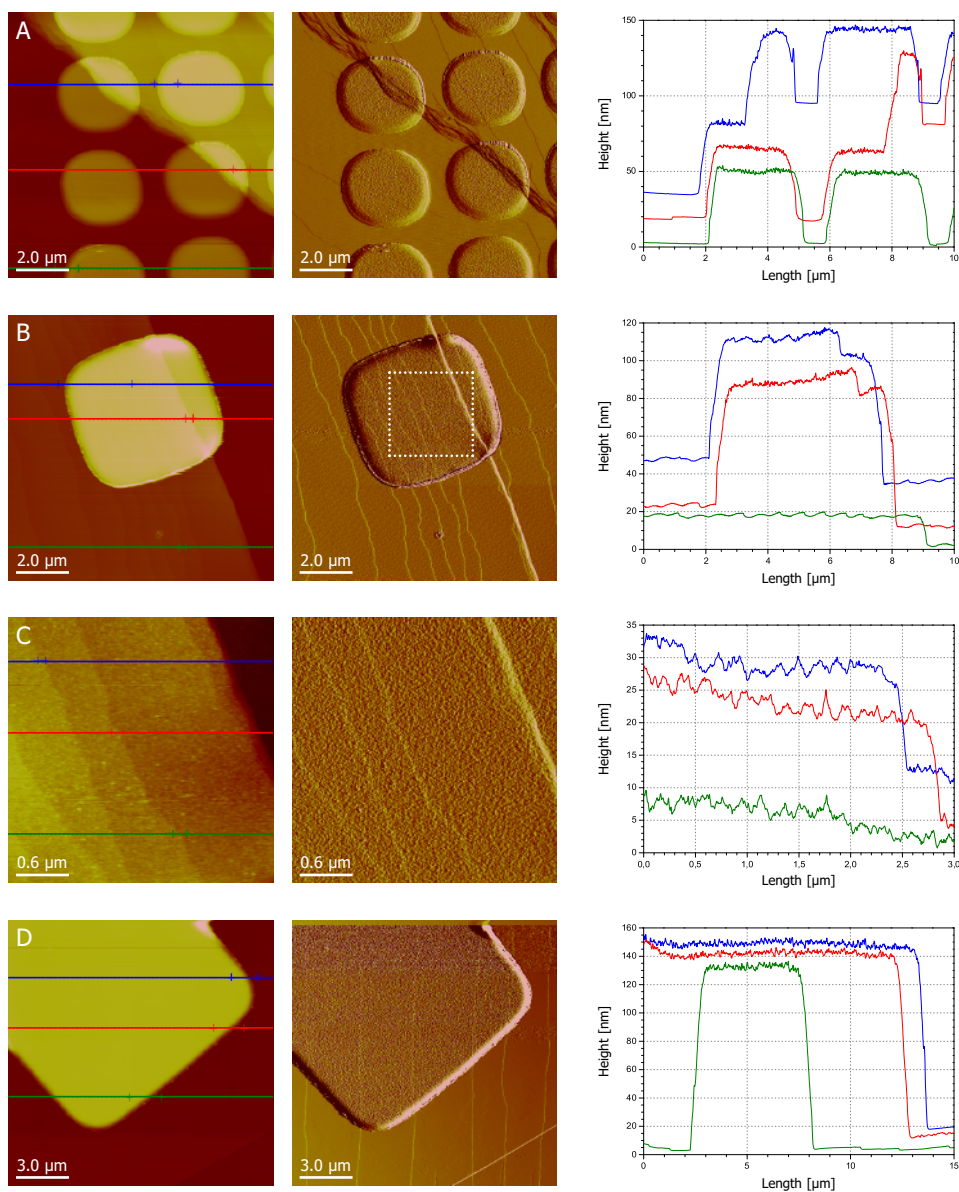 A
2.0 µm
2.0 µm
Height [nm]
150
100
50
0
0 2 4 6 8 10
Length [µm]
B
2.0 µm
2.0 µm
Height [nm]
120
100
80
60
40
20
0
0 2 4 6 8 10
Length [µm]
C
0.6 µm
0.6 µm
Height [nm]
35
30
25
20
15
10
5
0
0,0 0,5 1,0 1,5 2,0 2,5 3,0
Length [µm]
D
3.0 µm
3.0 µm
Height [nm]
160
140
120
100
80
60
40
20
0
0 5 10 15
Length [µm]